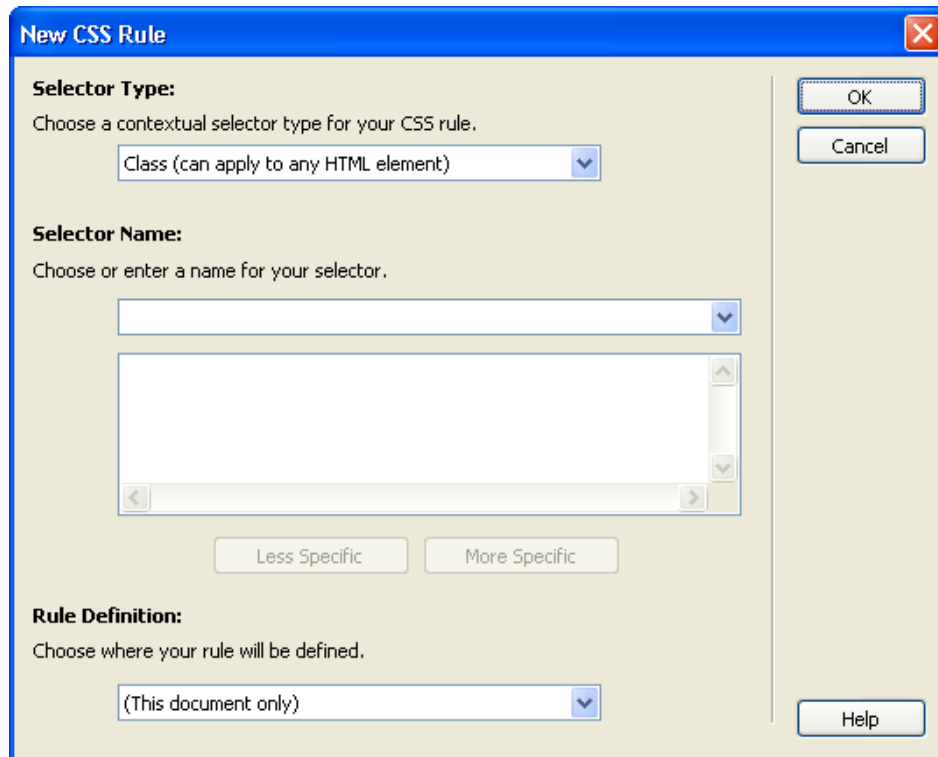 New CSS Rule
Selector Type:
Choose a contextual selector type for your CSS rule.
Class (can apply to any HTML element)
Selector Name:
Choose or enter a name for your selector.
Less Specific
More Specific
Rule Definition:
Choose where your rule will be defined.
(This document only)
OK
Cancel
Help